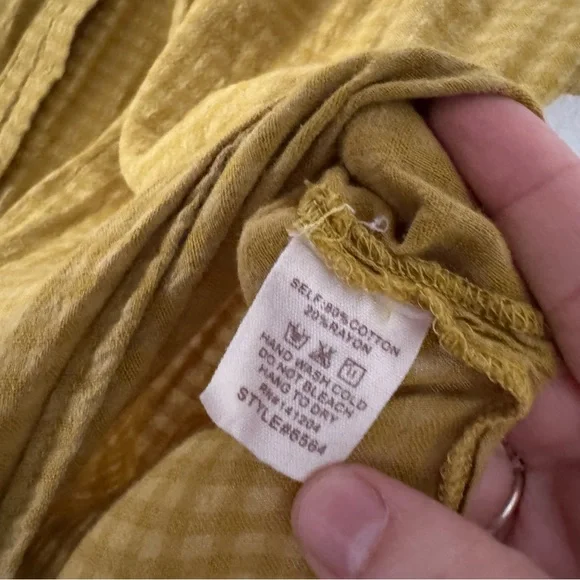 SELF:80%COTTON
20%RAYON
HAND WASH COLD
DO NOT BLEACH
HANG TO DRY
RN#141204
STYLE#6564